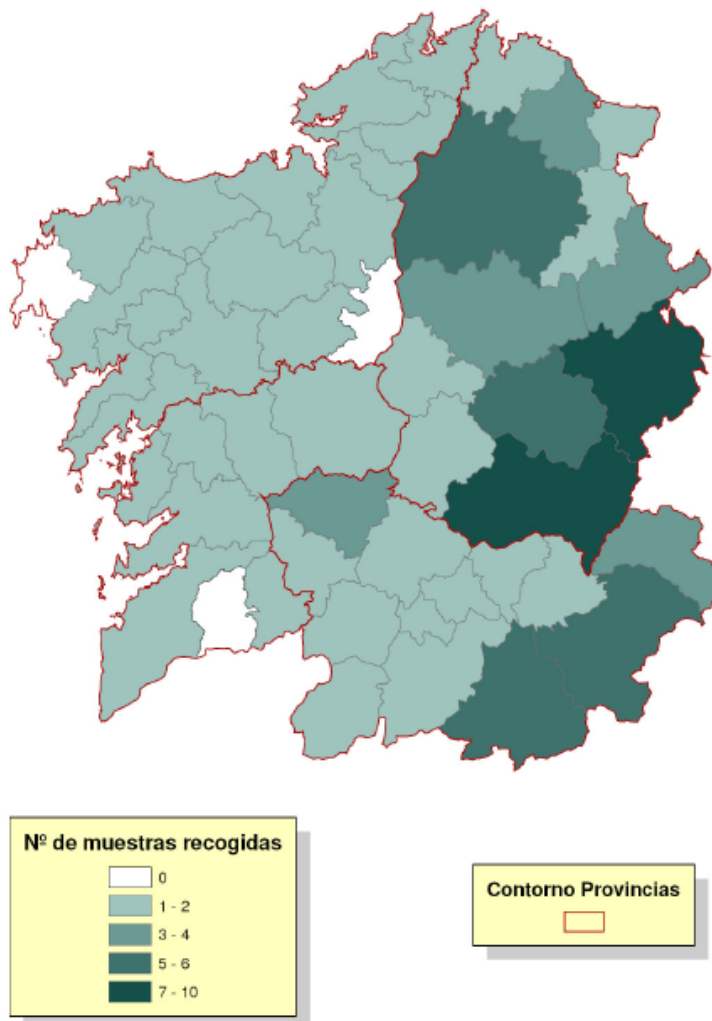 Nº de muestras recogidas
0
1 - 2
3 - 4
5 - 6
7 - 10
Contorno Provincias